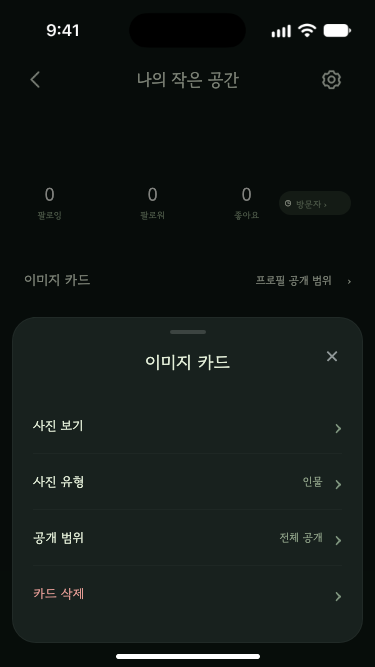 9:41
나의 작은 공간
0 0 0
팔로잉 팔로워 좋아요 방문자 ›
이미지 카드 프로필 공개 범위 ›
이미지 카드
사진 보기
사진 유형 인물
공개 범위 전체 공개
카드 삭제